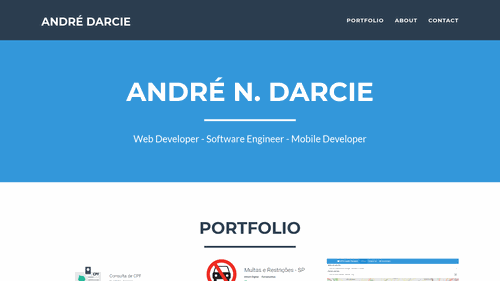 ANDRÉ DARCIE
PORTFOLIO
ABOUT
CONTACT
ANDRÉ N. DARCIE
Web Developer - Software Engineer - Mobile Developer
PORTFOLIO
Consulta de CPF
Multas e Restrições - SP